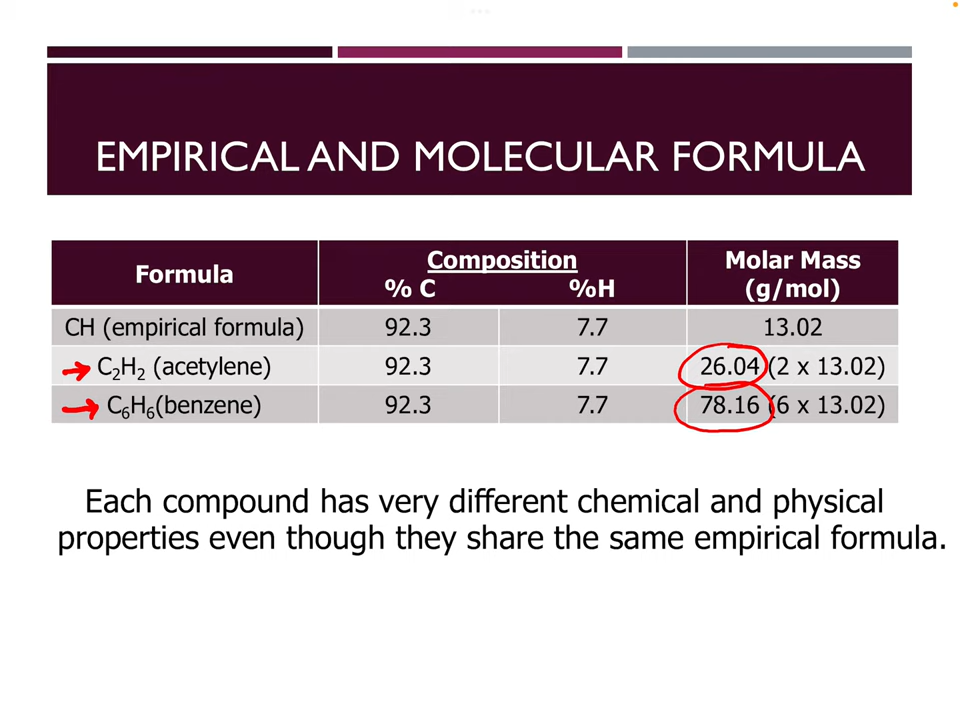 EMPIRICAL AND MOLECULAR FORMULA
Formula
Composition
% C %H
Molar Mass
(g/mol)
CH (empirical formula) 92.3 7.7 13.02
C₂H₂ (acetylene) 92.3 7.7 26.04 (2 x 13.02)
C₆H₆(benzene) 92.3 7.7 78.16 (6 x 13.02)
Each compound has very different chemical and physical
properties even though they share the same empirical formula.